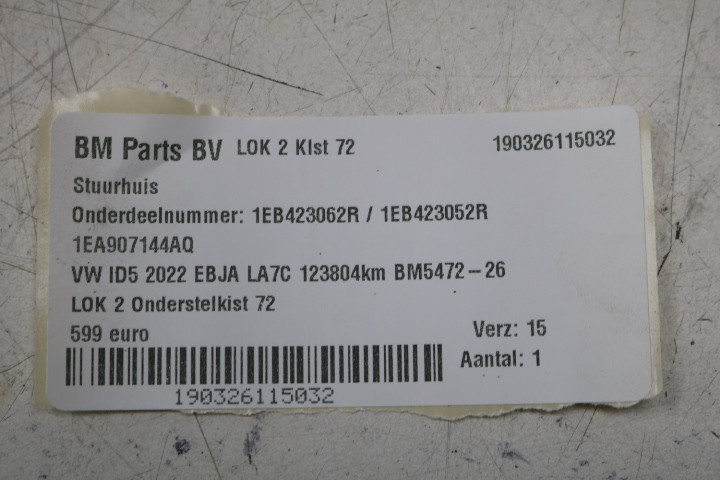 BM Parts BV LOK 2 Klst 72 190326115032
Stuurhuis
Onderdeelnummer: 1EB423062R / 1EB423052R
1EA907144AQ
VW ID5 2022 EBJA LA7C 123804km BM5472-26
LOK 2 Onderstelkist 72
599 euro Verz: 15
Aantal: 1
190326115032